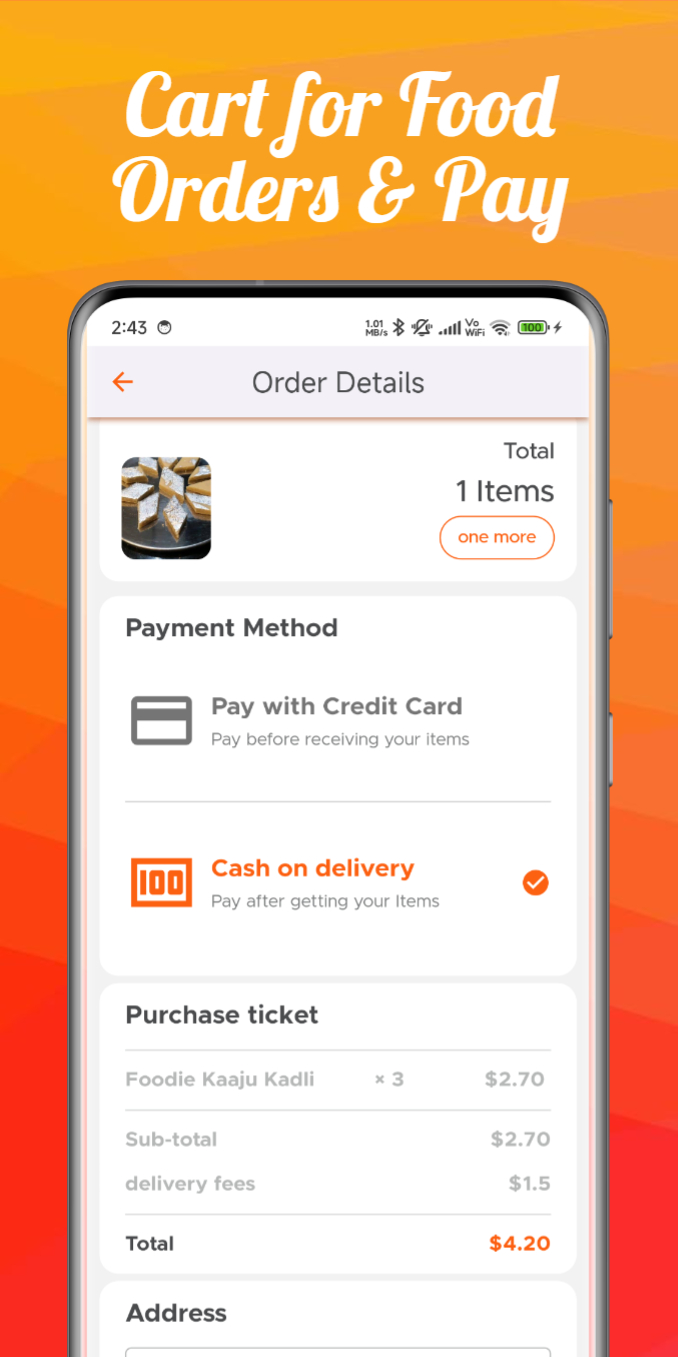 Cart for Food
Orders & Pay
2:43
1.01
MB/s
Vo
WiFi
100
Order Details
Total
1 Items
one more
Payment Method
Pay with Credit Card
Pay before receiving your items
100
Cash on delivery
Pay after getting your Items
Purchase ticket
Foodie Kaaju Kadli × 3 $2.70
Sub-total $2.70
delivery fees $1.5
Total $4.20
Address